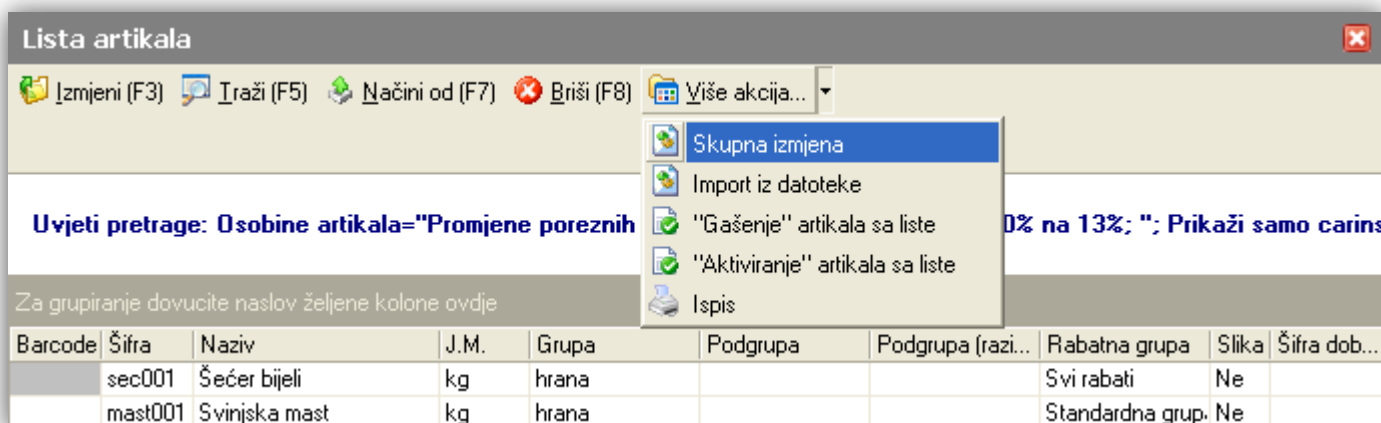 Lista artikala
Izmjeni (F3) Traži (F5) Načini od (F7) Briši (F8) Više akcija...
Skupna izmjena
Import iz datoteke
Uvjeti pretrage: Osobine artikala="Promjene poreznih 0% na 13%; "; Prikaži samo carins
"Gašenje" artikala sa liste
"Aktiviranje" artikala sa liste
Za grupiranje dovucite naslov željene kolone ovdje
Ispis
Barcode Šifra Naziv J.M. Grupa Podgrupa Podgrupa (razi... Rabatna grupa Slika Šifra dob...
sec001 Šećer bijeli kg hrana Svi rabati Ne
mast001 Svinjska mast kg hrana Standardna grup Ne